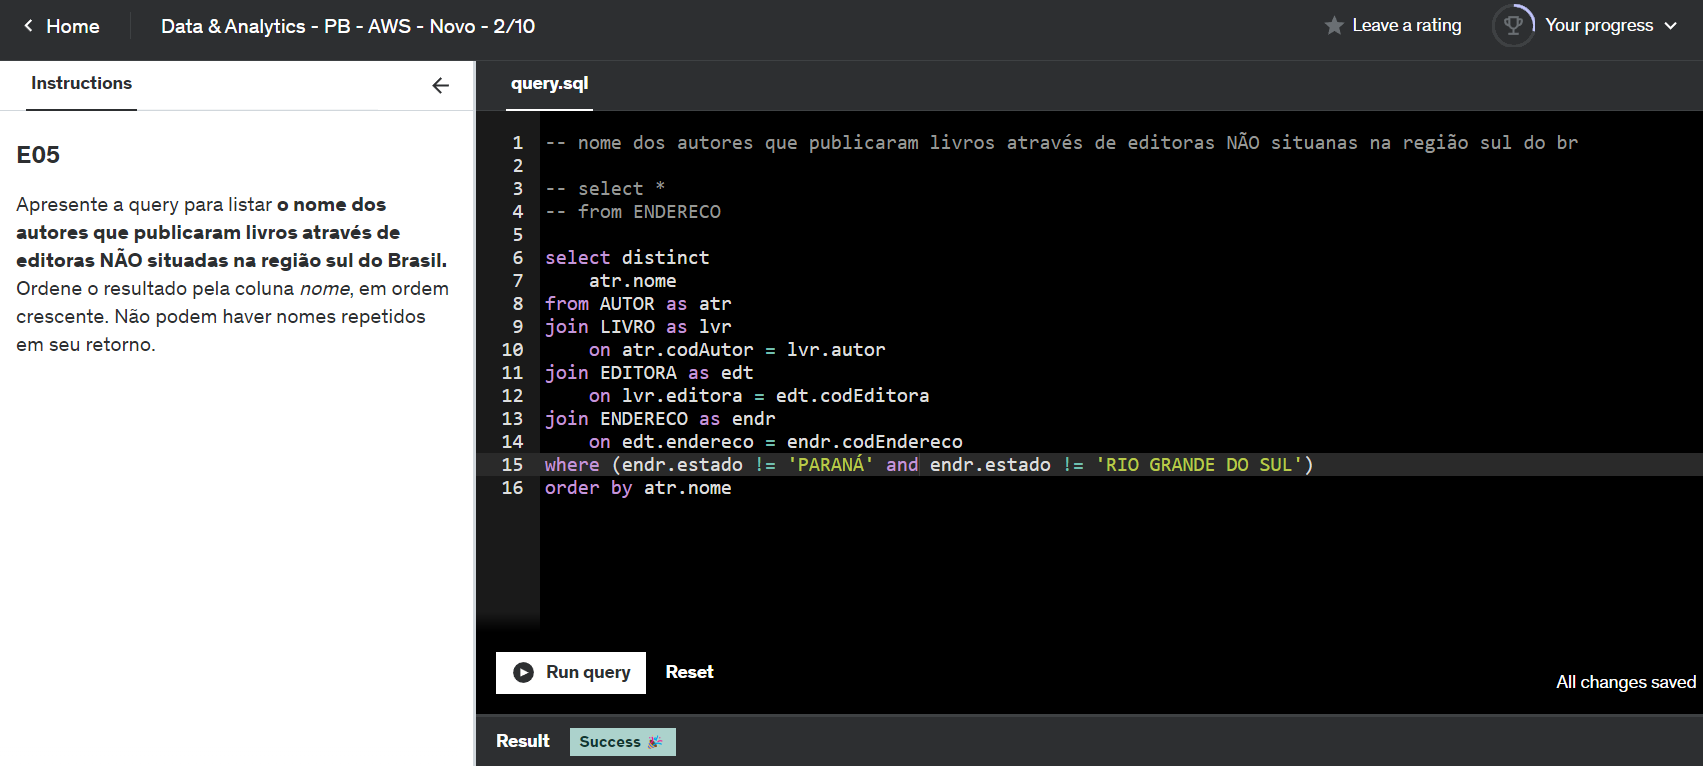 Home
Data & Analytics - PB - AWS - Novo - 2/10
Leave a rating
Your progress
Instructions
E05
Apresente a query para listar o nome dos
autores que publicaram livros através de
editoras NÃO situadas na região sul do Brasil.
Ordene o resultado pela coluna nome, em ordem
crescente. Não podem haver nomes repetidos
em seu retorno.
query.sql
1 -- nome dos autores que publicaram livros através de editoras NÃO situanas na região sul do br
2
3 -- select *
4 -- from ENDERECO
5
6 select distinct
7 atr.nome
8 from AUTOR as atr
9 join LIVRO as lvr
10 on atr.codAutor = lvr.autor
11 join EDITORA as edt
12 on lvr.editora = edt.codEditora
13 join ENDERECO as endr
14 on edt.endereco = endr.codEndereco
15 where (endr.estado != 'PARANÁ' and endr.estado != 'RIO GRANDE DO SUL')
16 order by atr.nome
Run query
Reset
All changes saved
Result
Success 🎉